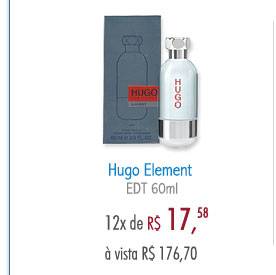 HUGO
HUGO
Hugo Element
EDT 60ml
12x de R$ 17,58
à vista R$ 176,70